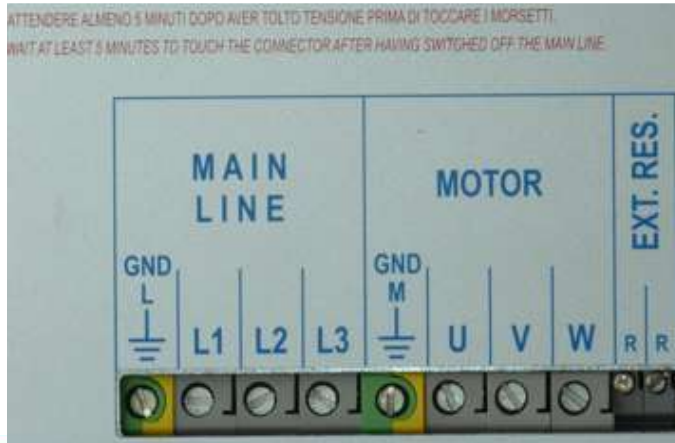 ATTENDERE ALMENO 5 MINUTI DOPO AVER TOLTO TENSIONE PRIMA DI TOCCARE I MORSETTI.
WAIT AT LEAST 5 MINUTES TO TOUCH THE CONNECTOR AFTER HAVING SWITCHED OFF THE MAIN LINE.
MAIN
LINE
MOTOR
EXT. RES.
GND
L
L1
L2
L3
GND
M
U
V
W
R
R